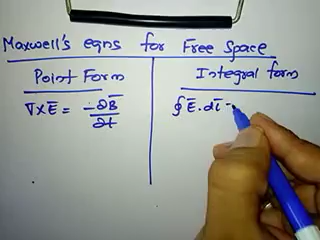 Maxwell's eqns for Free Space
Point Form
Integral form
∇×E̅ = -∂B̅/∂t
∮E̅.dl̅ -